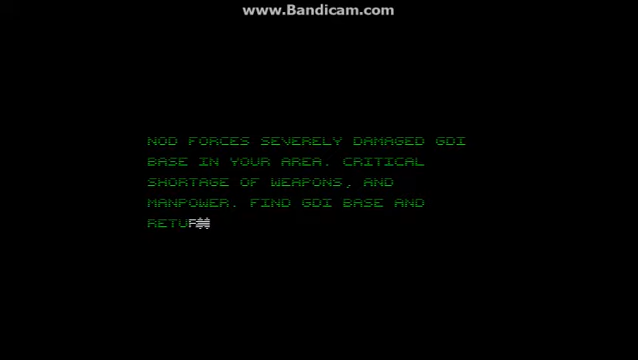 www.Bandicam.com
NOD FORCES SEVERELY DAMAGED GDI
BASE IN YOUR AREA. CRITICAL
SHORTAGE OF WEAPONS, AND
MANPOWER. FIND GDI BASE AND
RETUR